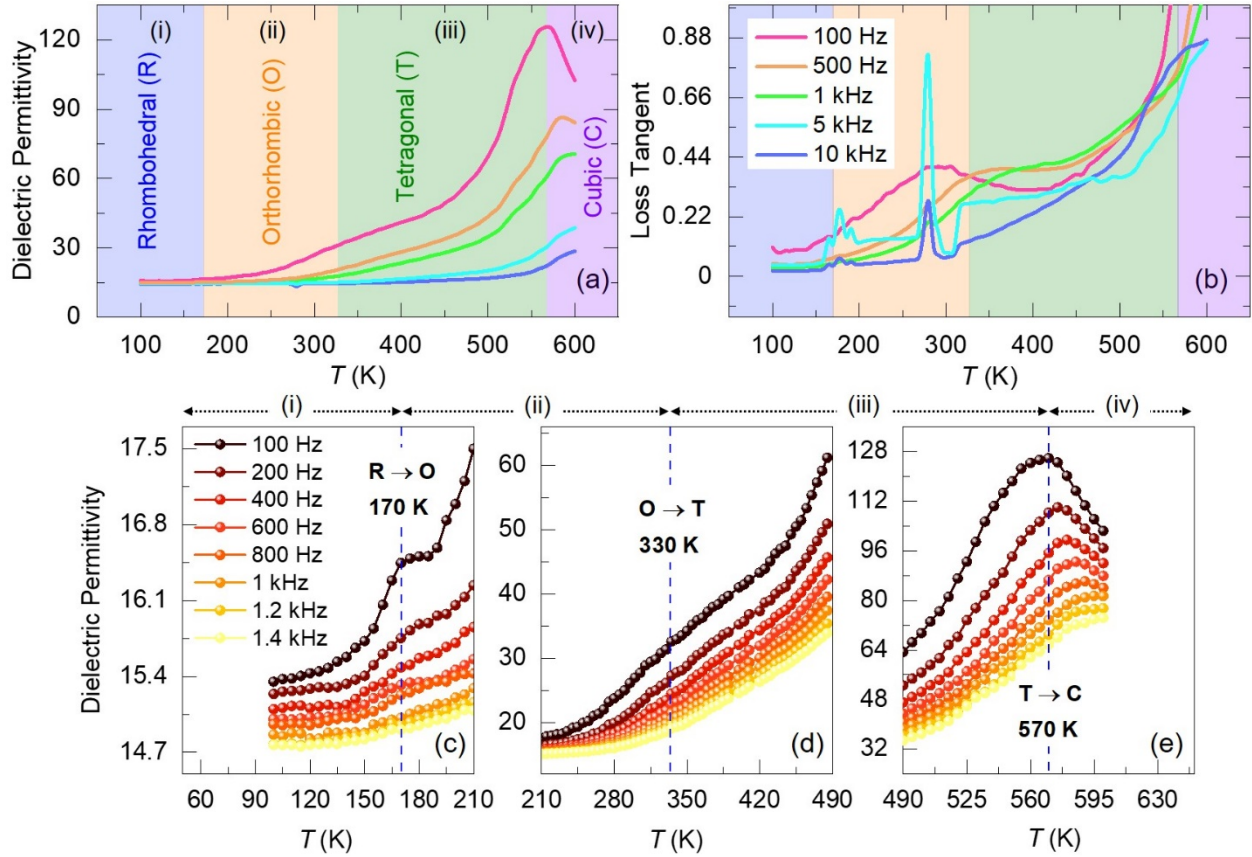 (i)
(ii)
(iii)
(iv)
Rhombohedral (R)
Orthorhombic (O)
Tetragonal (T)
Cubic (C)
120
90
60
30
0
Dielectric Permittivity
(a)
100 200 300 400 500 600
T (K)
100 Hz
500 Hz
1 kHz
5 kHz
10 kHz
0.88
0.66
0.44
0.22
0
Loss Tangent
(b)
100 200 300 400 500 600
T (K)
(i) (ii) (iii) (iv)
17.5
16.8
16.1
15.4
14.7
Dielectric Permittivity
100 Hz
200 Hz
400 Hz
600 Hz
800 Hz
1 kHz
1.2 kHz
1.4 kHz
R → O
170 K
(c)
60 90 120 150 180 210
T (K)
60
50
40
30
20
O → T
330 K
(d)
210 280 350 420 490
T (K)
128
112
96
80
64
48
32
Dielectric Permittivity
T → C
570 K
(e)
490 525 560 595 630
T (K)